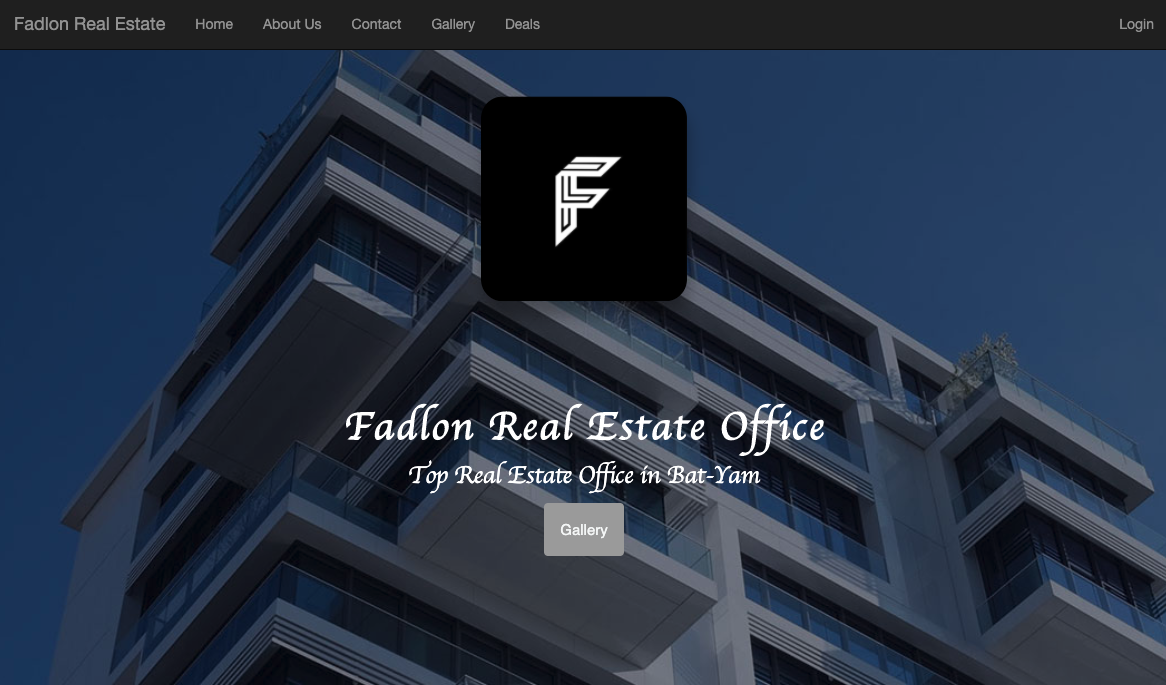 Fadlon Real Estate Home About Us Contact Gallery Deals Login
F
Fadlon Real Estate Office
Top Real Estate Office in Bat-Yam
Gallery